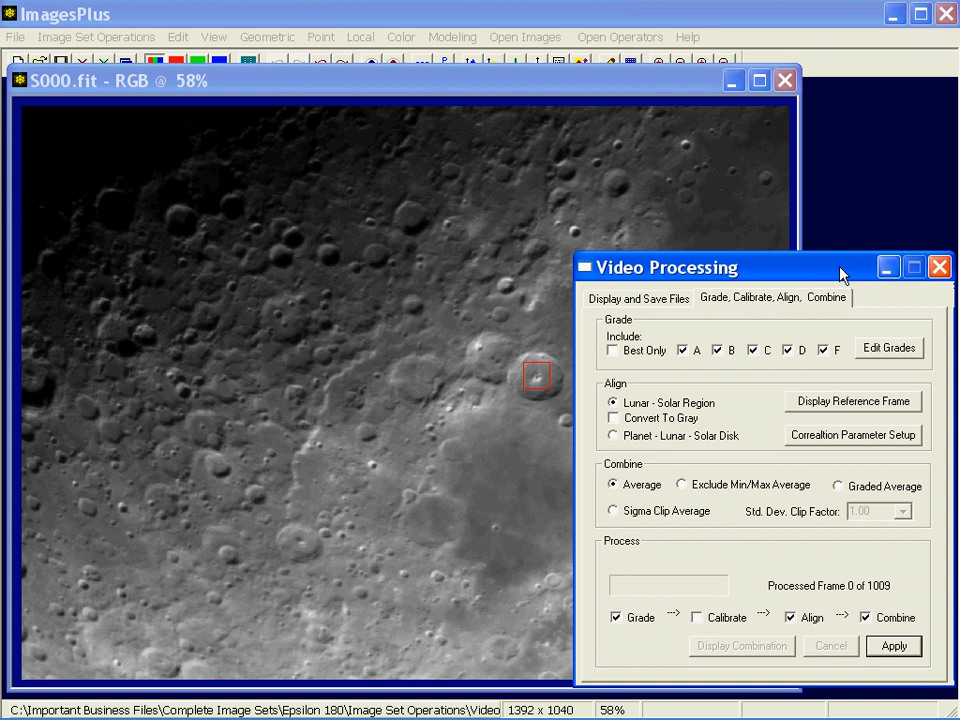 ImagesPlus
File Image Set Operations Edit View Geometric Point Local Color Modeling Open Images Open Operators Help
S000.fit - RGB @ 58%
Video Processing
Display and Save Files Grade, Calibrate, Align, Combine
Grade
Include:
Best Only A B C D F Edit Grades
Align
Lunar - Solar Region Display Reference Frame
Convert To Gray
Planet - Lunar - Solar Disk Correaltion Parameter Setup
Combine
Average Exclude Min/Max Average Graded Average
Sigma Clip Average Std. Dev. Clip Factor: 1.00
Process
Processed Frame 0 of 1009
Grade --> Calibrate --> Align --> Combine
Display Combination Cancel Apply
C:\Important Business Files\Complete Image Sets\Epsilon 180\Image Set Operations\Video 1392 x 1040 58%